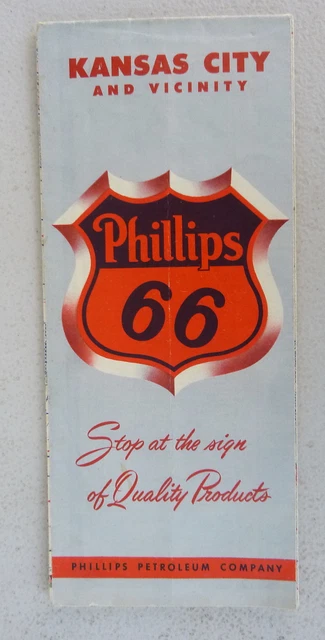 KANSAS CITY
AND VICINITY
Phillips
66
Stop at the sign
of Quality Products
PHILLIPS PETROLEUM COMPANY